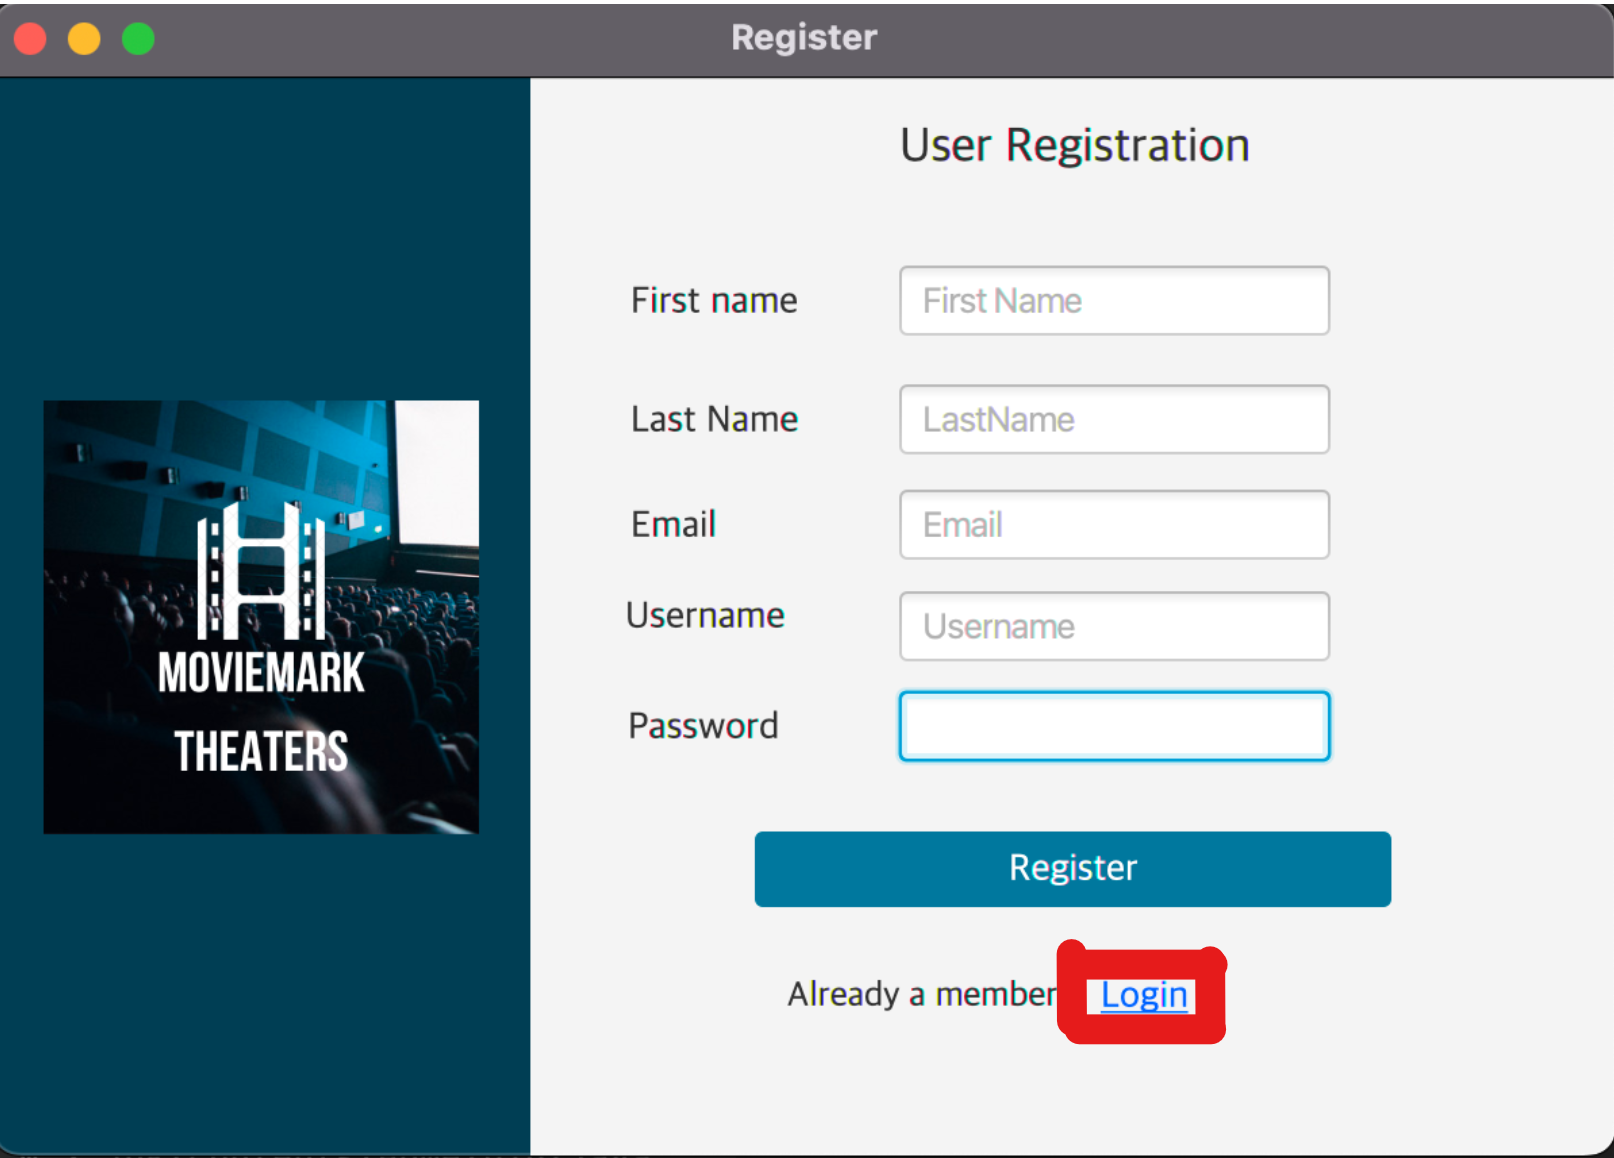 Register
User Registration
First name First Name
Last Name LastName
Email Email
Username Username
Password
Register
Already a member Login
MOVIEMARK
THEATERS